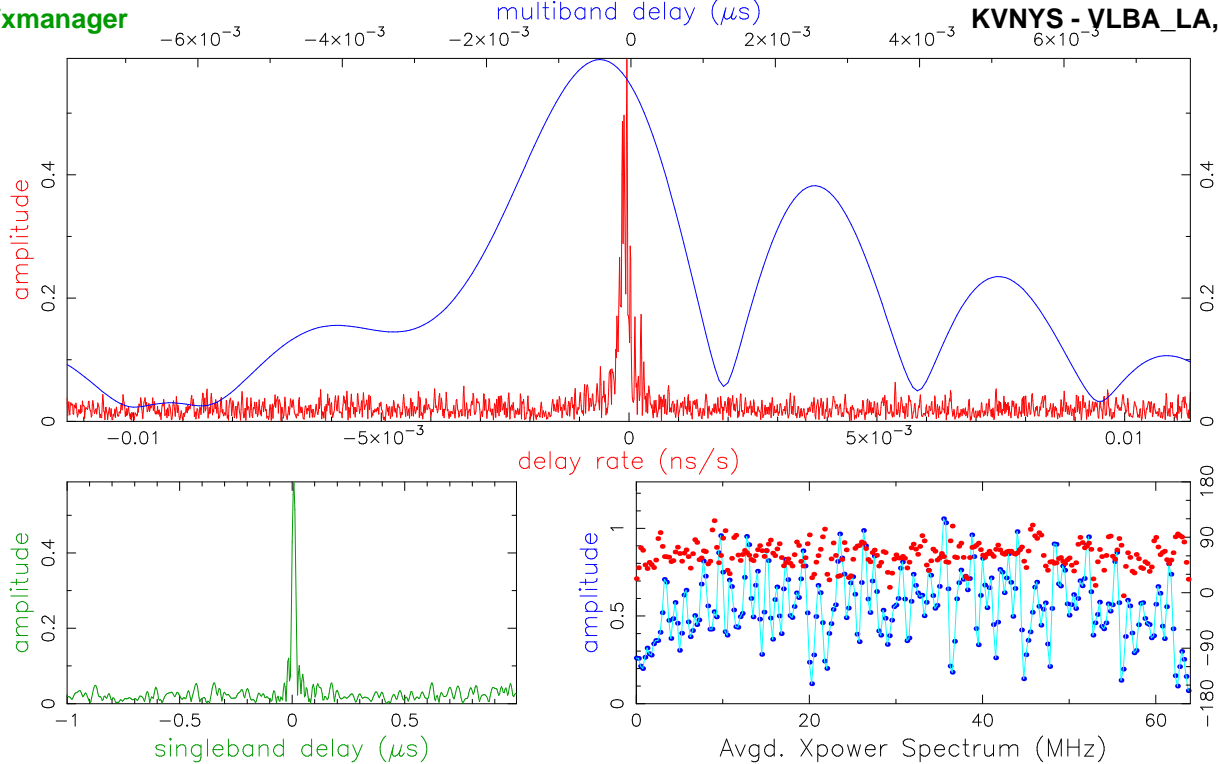 multiband delay (μs)
xmanager
KVNYS - VLBA_LA,
−6×10⁻³ −4×10⁻³ −2×10⁻³ 0 2×10⁻³ 4×10⁻³ 6×10⁻³
amplitude
0 0.2 0.4
0 0.2 0.4
−0.01 −5×10⁻³ 0 5×10⁻³ 0.01
delay rate (ns/s)
amplitude
0 0.2 0.4
−1 −0.5 0 0.5
singleband delay (μs)
amplitude
0 0.5 1
−180 −90 0 90 180
0 20 40 60
Avgd. Xpower Spectrum (MHz)